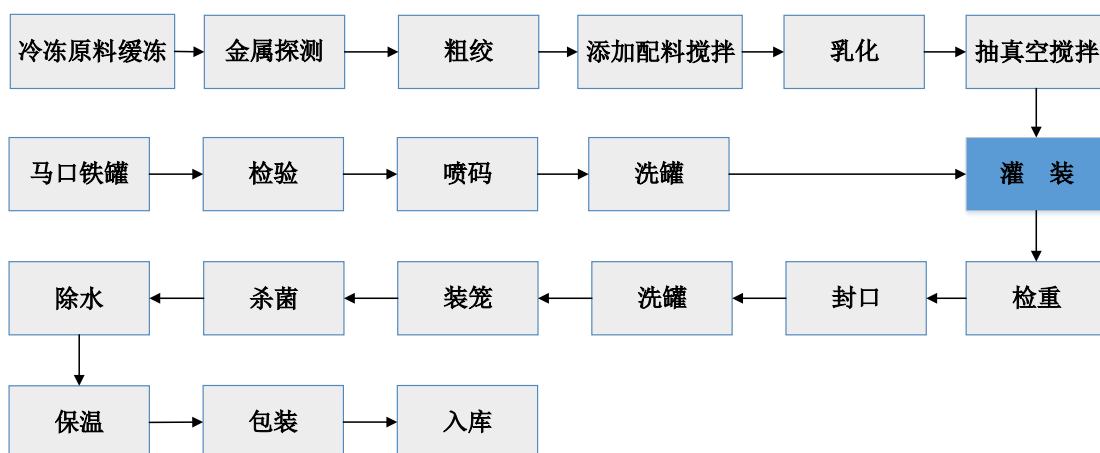 冷冻原料缓冻
金属探测
粗绞
添加配料搅拌
乳化
抽真空搅拌
马口铁罐
检验
喷码
洗罐
灌 装
除水
杀菌
装笼
洗罐
封口
检重
保温
包装
入库